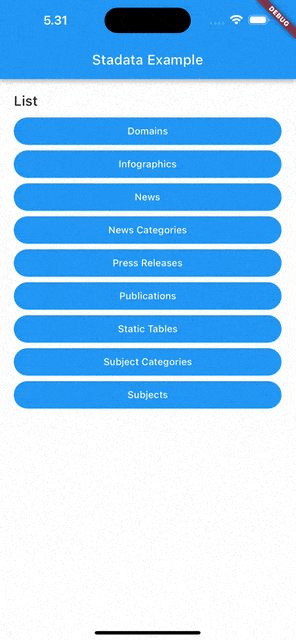 5.31
DEBUG
Stadata Example
List
Domains
Infographics
News
News Categories
Press Releases
Publications
Static Tables
Subject Categories
Subjects